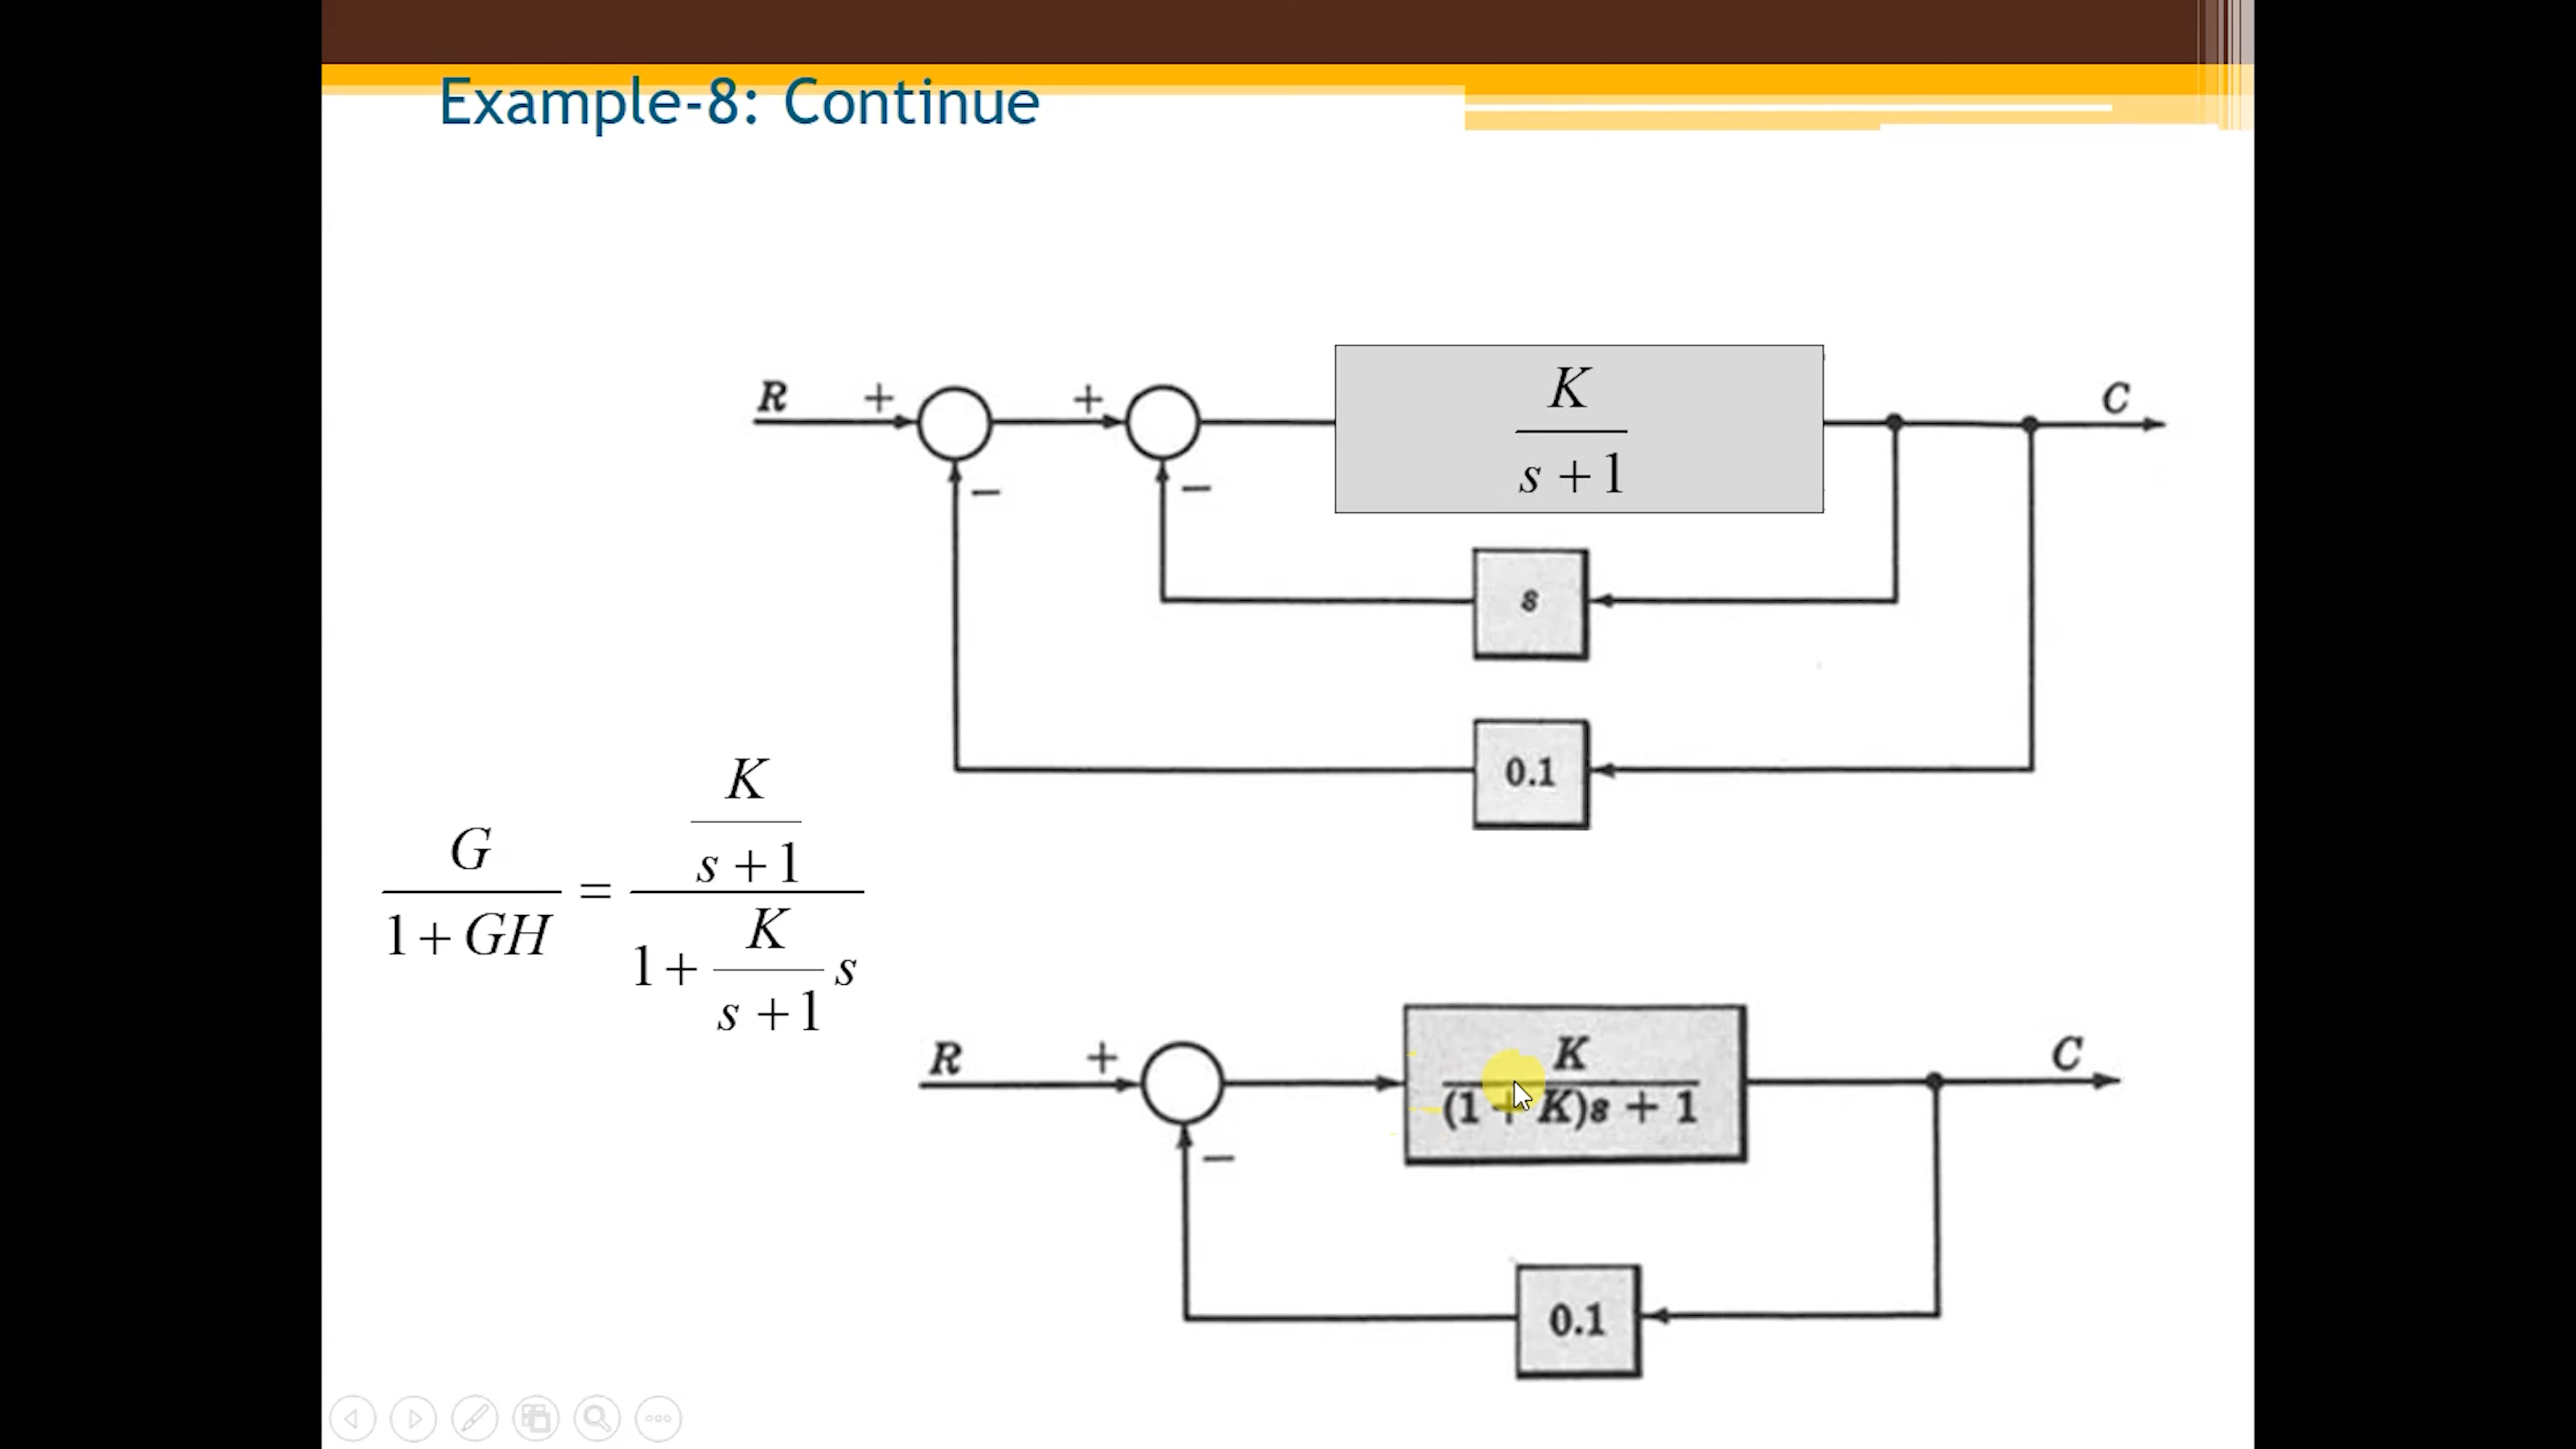 Example-8: Continue
R + + K/(s + 1) C
− −
s
0.1
G/(1 + GH) = (K/(s + 1))/(1 + (K/(s + 1))s)
R + K/((1 + K)s + 1) C
−
0.1